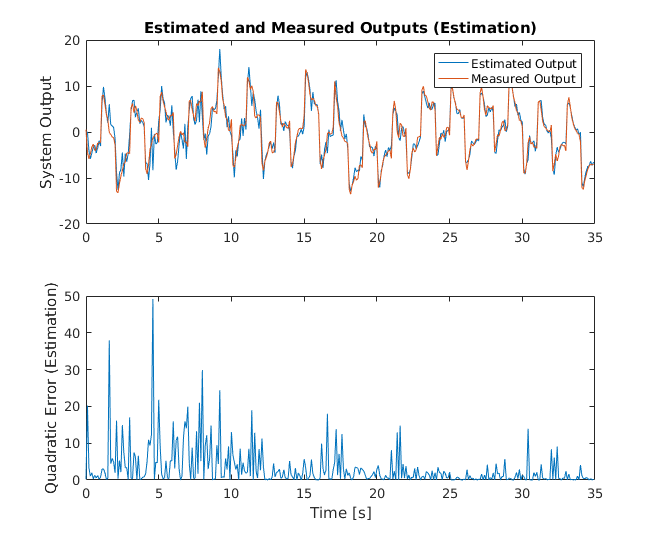 Estimated and Measured Outputs (Estimation)
System Output
20
10
0
-10
-20
Estimated Output
Measured Output
0 5 10 15 20 25 30 35
Quadratic Error (Estimation)
50
40
30
20
10
0
0 5 10 15 20 25 30 35
Time [s]